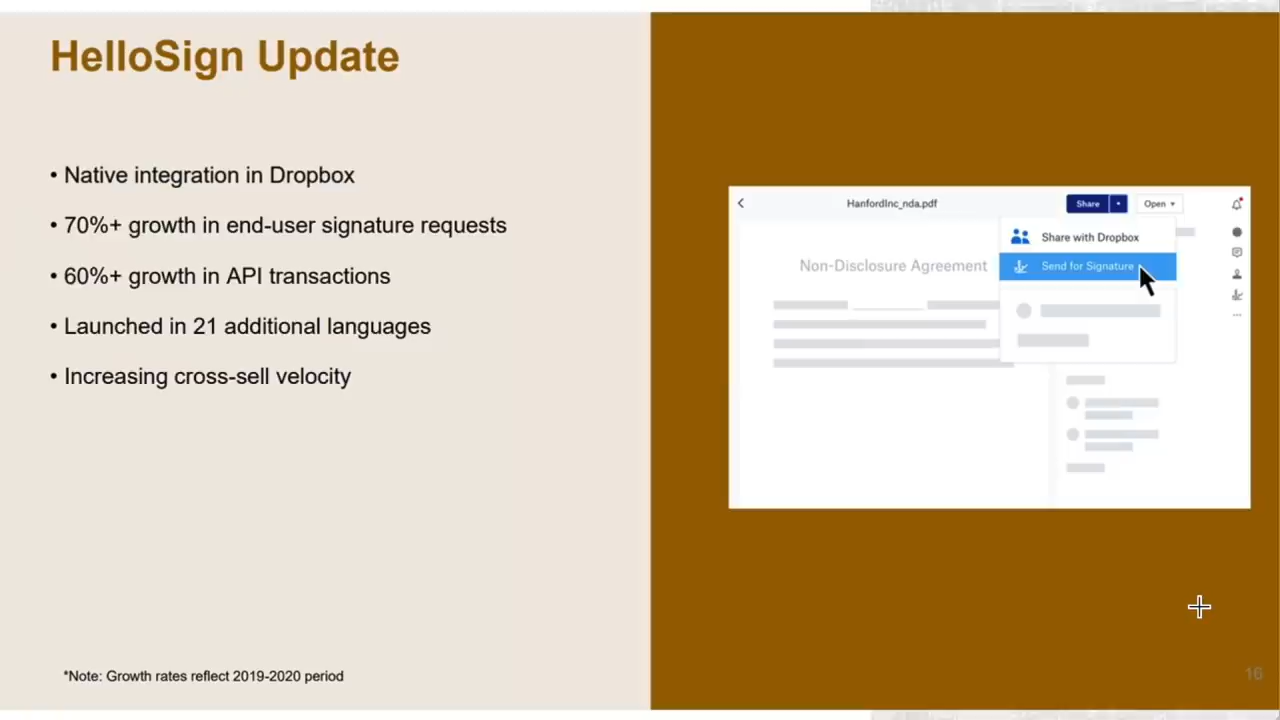 HelloSign Update
• Native integration in Dropbox
• 70%+ growth in end-user signature requests
• 60%+ growth in API transactions
• Launched in 21 additional languages
• Increasing cross-sell velocity
*Note: Growth rates reflect 2019-2020 period
HanfordInc_nda.pdf
Share
Open
Share with Dropbox
Send for Signature
Non-Disclosure Agreement
16